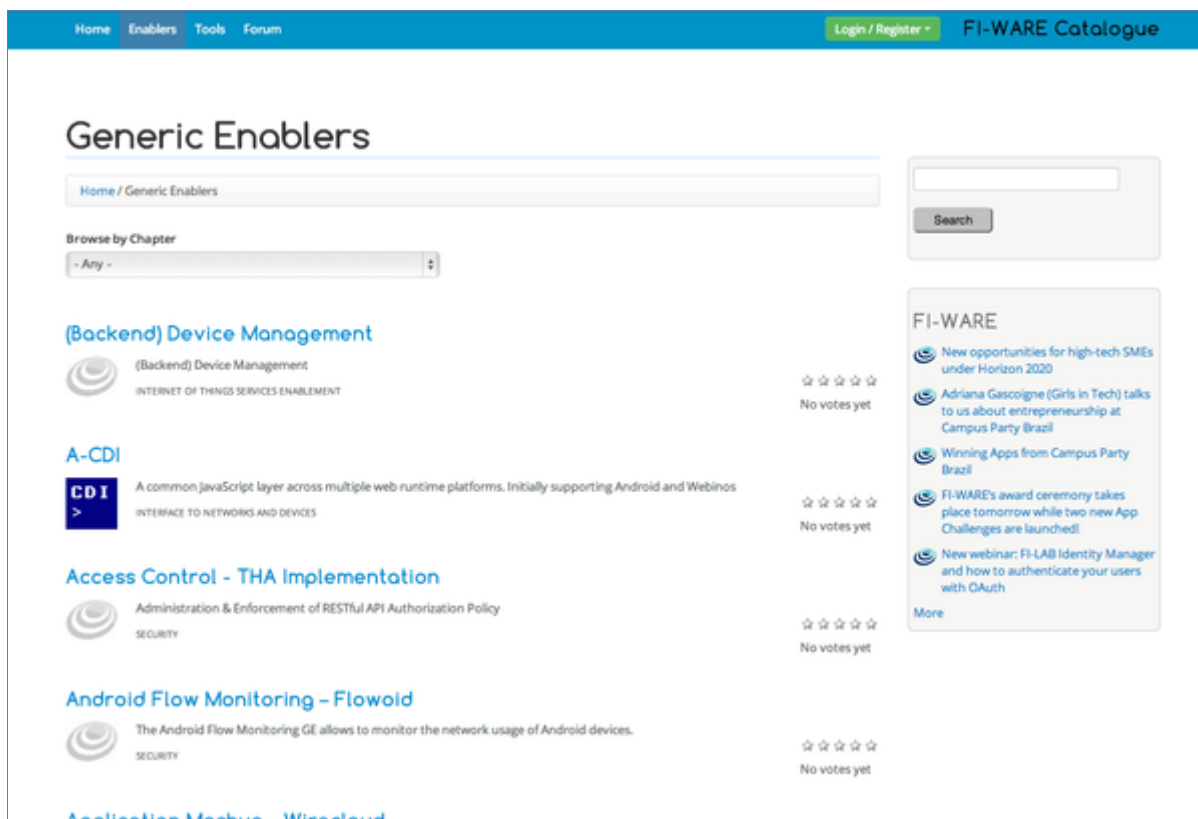 Home Enablers Tools Forum Login / Register FI-WARE Catalogue
Generic Enablers
Home / Generic Enablers
Browse by Chapter
- Any -
(Backend) Device Management
(Backend) Device Management
INTERNET OF THINGS SERVICES ENABLEMENT
No votes yet
A-CDI
CDI
>
A common JavaScript layer across multiple web runtime platforms. Initially supporting Android and Webinos
INTERFACE TO NETWORKS AND DEVICES
No votes yet
Access Control - THA Implementation
Administration & Enforcement of RESTful API Authorization Policy
SECURITY
No votes yet
Android Flow Monitoring – Flowoid
The Android Flow Monitoring GE allows to monitor the network usage of Android devices.
SECURITY
No votes yet
Application Mashup - Wirecloud
Search
FI-WARE
New opportunities for high-tech SMEs
under Horizon 2020
Adriana Gascoigne (Girls in Tech) talks
to us about entrepreneurship at
Campus Party Brazil
Winning Apps from Campus Party
Brazil
FI-WARE's award ceremony takes
place tomorrow while two new App
Challenges are launched!
New webinar: FI-LAB Identity Manager
and how to authenticate your users
with OAuth
More